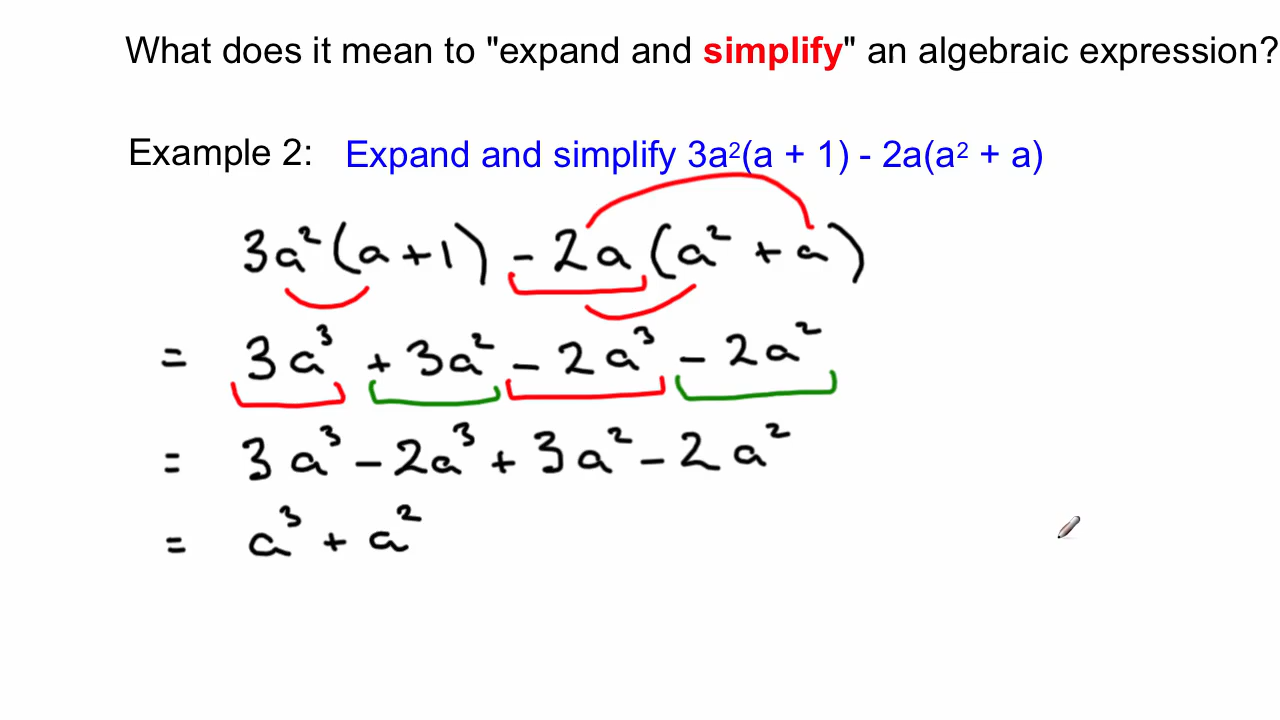 What does it mean to "expand and simplify" an algebraic expression?
Example 2: Expand and simplify 3a²(a + 1) - 2a(a² + a)
3a²(a+1) - 2a(a² + a)
= 3a³ + 3a² - 2a³ - 2a²
= 3a³ - 2a³ + 3a² - 2a²
= a³ + a²